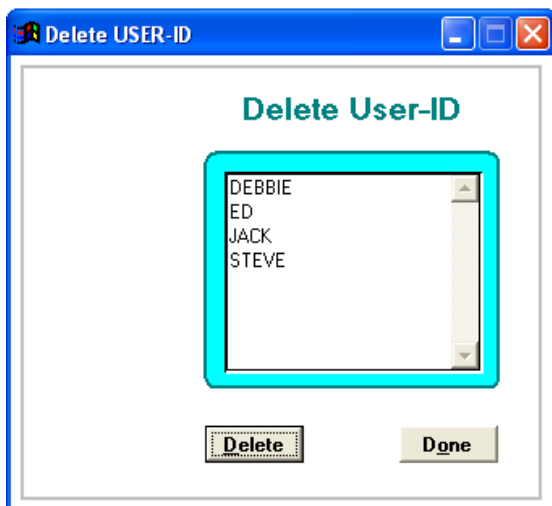 Delete USER-ID
Delete User-ID
DEBBIE
ED
JACK
STEVE
Delete Done